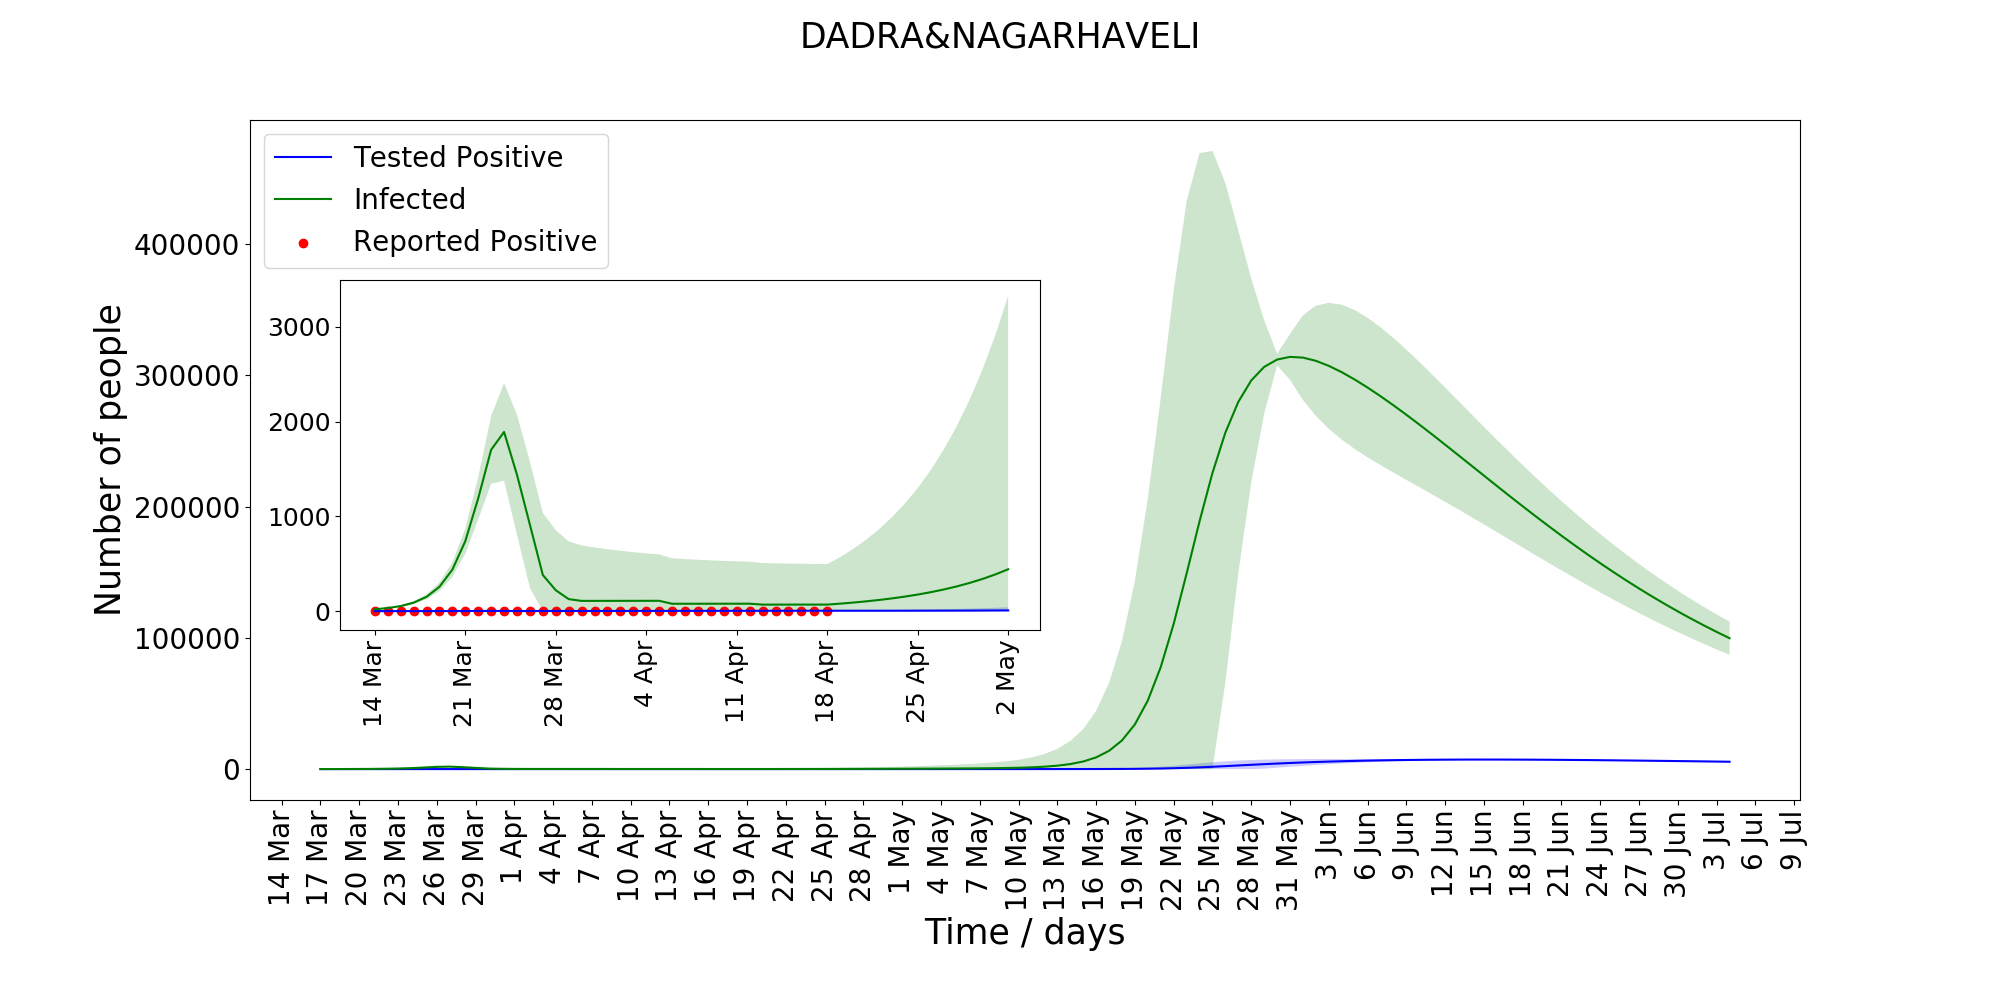 DADRA&NAGARHAVELI
Tested Positive
Infected
Reported Positive
Number of people
400000
300000
200000
100000
0
3000
2000
1000
0
14 Mar
21 Mar
28 Mar
4 Apr
11 Apr
18 Apr
25 Apr
2 May
14 Mar
17 Mar
20 Mar
23 Mar
26 Mar
29 Mar
1 Apr
4 Apr
7 Apr
10 Apr
13 Apr
16 Apr
19 Apr
22 Apr
25 Apr
28 Apr
1 May
4 May
7 May
10 May
13 May
16 May
19 May
22 May
25 May
28 May
31 May
3 Jun
6 Jun
9 Jun
12 Jun
15 Jun
18 Jun
21 Jun
24 Jun
27 Jun
30 Jun
3 Jul
6 Jul
9 Jul
Time / days